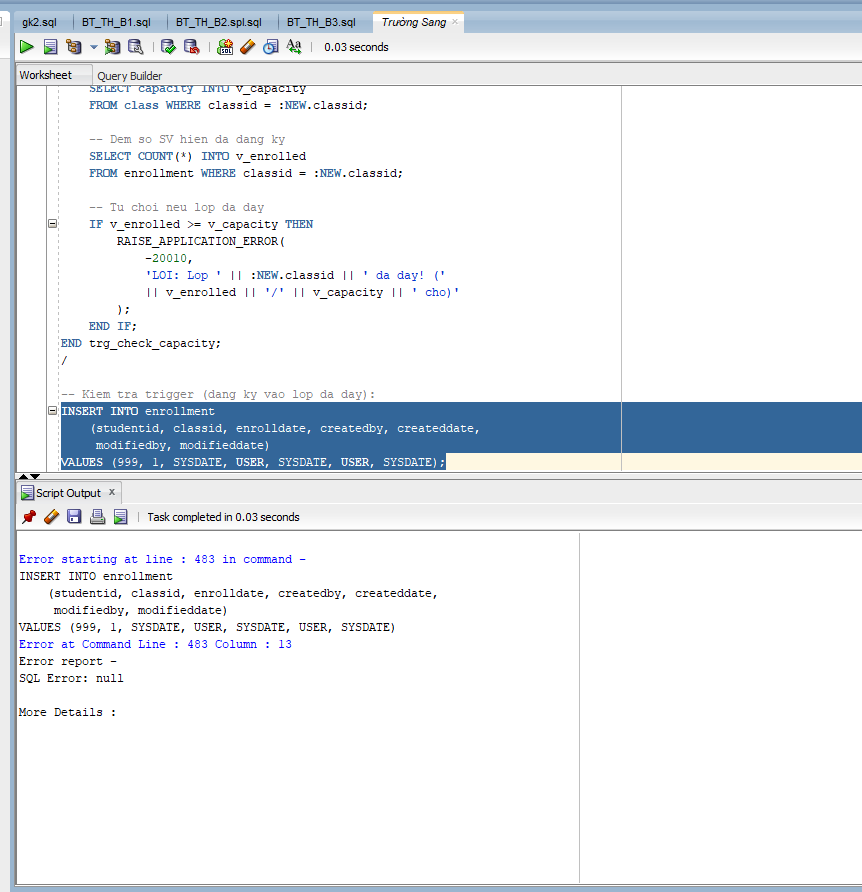 gk2.sql BT_TH_B1.sql BT_TH_B2.spl.sql BT_TH_B3.sql Trường Sang
0.03 seconds
Worksheet Query Builder
SELECT capacity INTO v_capacity
FROM class WHERE classid = :NEW.classid;
-- Dem so SV hien da dang ky
SELECT COUNT(*) INTO v_enrolled
FROM enrollment WHERE classid = :NEW.classid;
-- Tu choi neu lop da day
IF v_enrolled >= v_capacity THEN
RAISE_APPLICATION_ERROR(
-20010,
'LOI: Lop ' || :NEW.classid || ' da day! ('
|| v_enrolled || '/' || v_capacity || ' cho)'
);
END IF;
END trg_check_capacity;
/
-- Kiem tra trigger (dang ky vao lop da day):
INSERT INTO enrollment
(studentid, classid, enrolldate, createdby, createddate,
modifiedby, modifieddate)
VALUES (999, 1, SYSDATE, USER, SYSDATE, USER, SYSDATE);
Script Output
Task completed in 0.03 seconds
Error starting at line : 483 in command -
INSERT INTO enrollment
(studentid, classid, enrolldate, createdby, createddate,
modifiedby, modifieddate)
VALUES (999, 1, SYSDATE, USER, SYSDATE, USER, SYSDATE)
Error at Command Line : 483 Column : 13
Error report -
SQL Error: null
More Details :